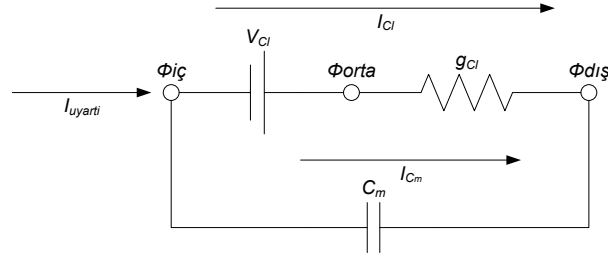 I_Cl
V_Cl
Φiç
Φorta
g_Cl
Φdış
I_uyarti
I_Cm
C_m